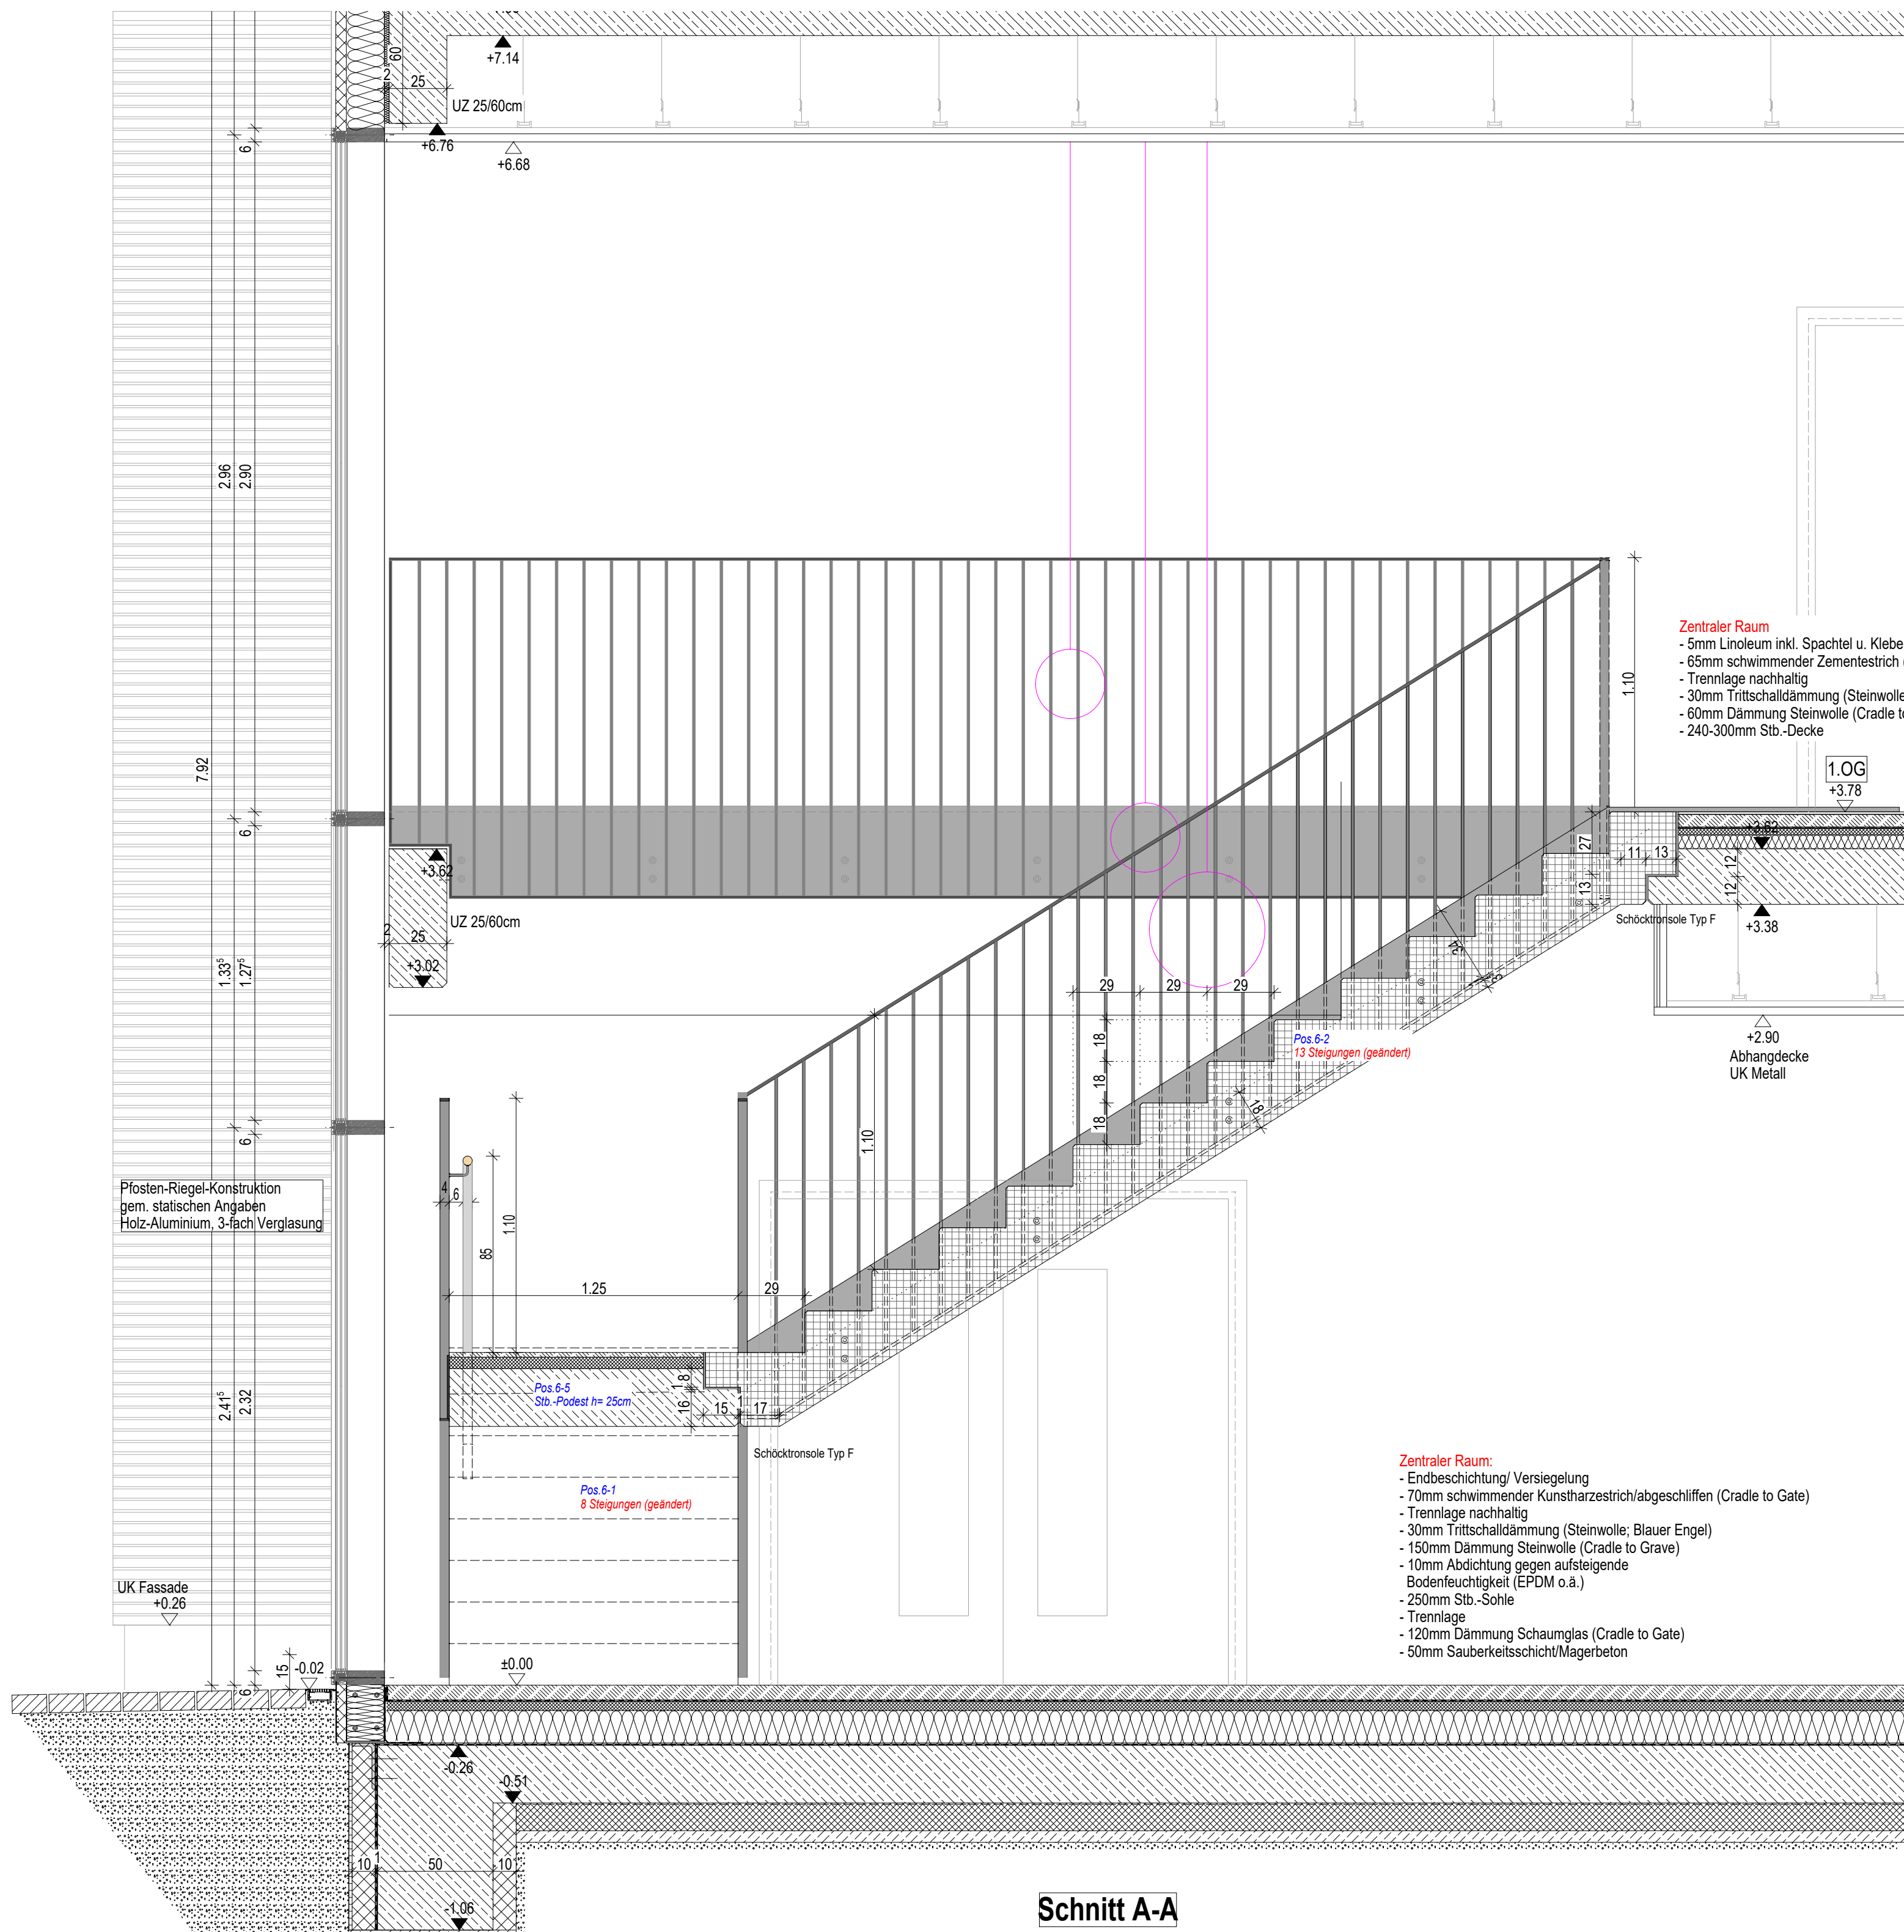 +7.14
60
2
25
UZ 25/60cm
+6.76
+6.68
6
2.96
2.90
7.92
1.10
Zentraler Raum
- 5mm Linoleum inkl. Spachtel u. Klebe
- 65mm schwimmender Zementestrich
- Trennlage nachhaltig
- 30mm Trittschalldämmung (Steinwolle
- 60mm Dämmung Steinwolle (Cradle
- 240-300mm Stb.-Decke
1.OG
+3.78
6
+3.62
+3.62
27
11
13
12
12
13
Schöcktronsole Typ F
+3.38
UZ 25/60cm
2
25
+3.02
1.33⁵
1.27⁵
34
29
29
29
18
18
18
Pos.6-2
13 Steigungen (geändert)
+2.90
Abhangdecke
UK Metall
18
1.10
6
4
6
85
1.10
Pfosten-Riegel-Konstruktion
gem. statischen Angaben
Holz-Aluminium, 3-fach Verglasung
1.25
29
2.41⁵
2.32
Pos.6-5
Stb.-Podest h= 25cm
8
1
16
15
1
17
Schöcktronsole Typ F
Pos.6-1
8 Steigungen (geändert)
Zentraler Raum:
- Endbeschichtung/ Versiegelung
- 70mm schwimmender Kunstharzestrich/abgeschliffen (Cradle to Gate)
- Trennlage nachhaltig
- 30mm Trittschalldämmung (Steinwolle; Blauer Engel)
- 150mm Dämmung Steinwolle (Cradle to Grave)
- 10mm Abdichtung gegen aufsteigende
Bodenfeuchtigkeit (EPDM o.ä.)
- 250mm Stb.-Sohle
- Trennlage
- 120mm Dämmung Schaumglas (Cradle to Gate)
- 50mm Sauberkeitsschicht/Magerbeton
UK Fassade
+0.26
15
-0.02
6
±0.00
-0.26
-0.51
10
1
50
10
-1.06
Schnitt A-A